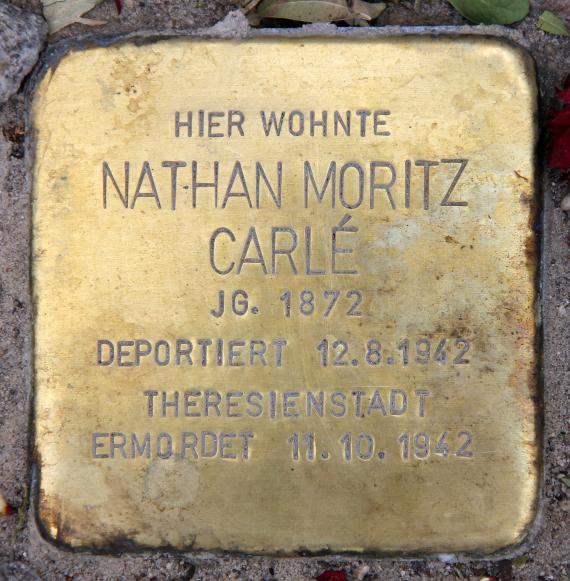 HIER WOHNTE
NATHAN MORITZ
CARLÉ
JG. 1872
DEPORTIERT 12.8.1942
THERESIENSTADT
ERMORDET 11.10.1942